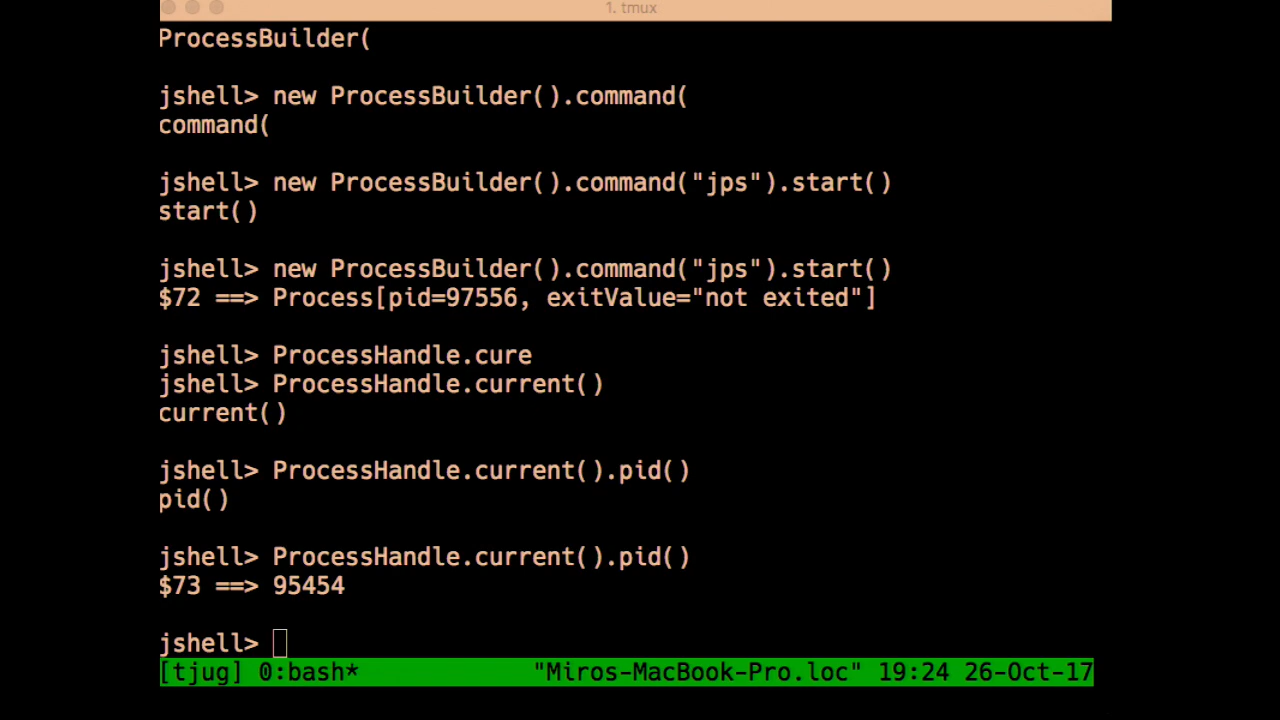 1. tmux
ProcessBuilder(
jshell> new ProcessBuilder().command(
command(
jshell> new ProcessBuilder().command("jps").start()
start()
jshell> new ProcessBuilder().command("jps").start()
$72 ==> Process[pid=97556, exitValue="not exited"]
jshell> ProcessHandle.cure
jshell> ProcessHandle.current()
current()
jshell> ProcessHandle.current().pid()
pid()
jshell> ProcessHandle.current().pid()
$73 ==> 95454
jshell>
[tjug] 0:bash* "Miros-MacBook-Pro.loc" 19:24 26-Oct-17